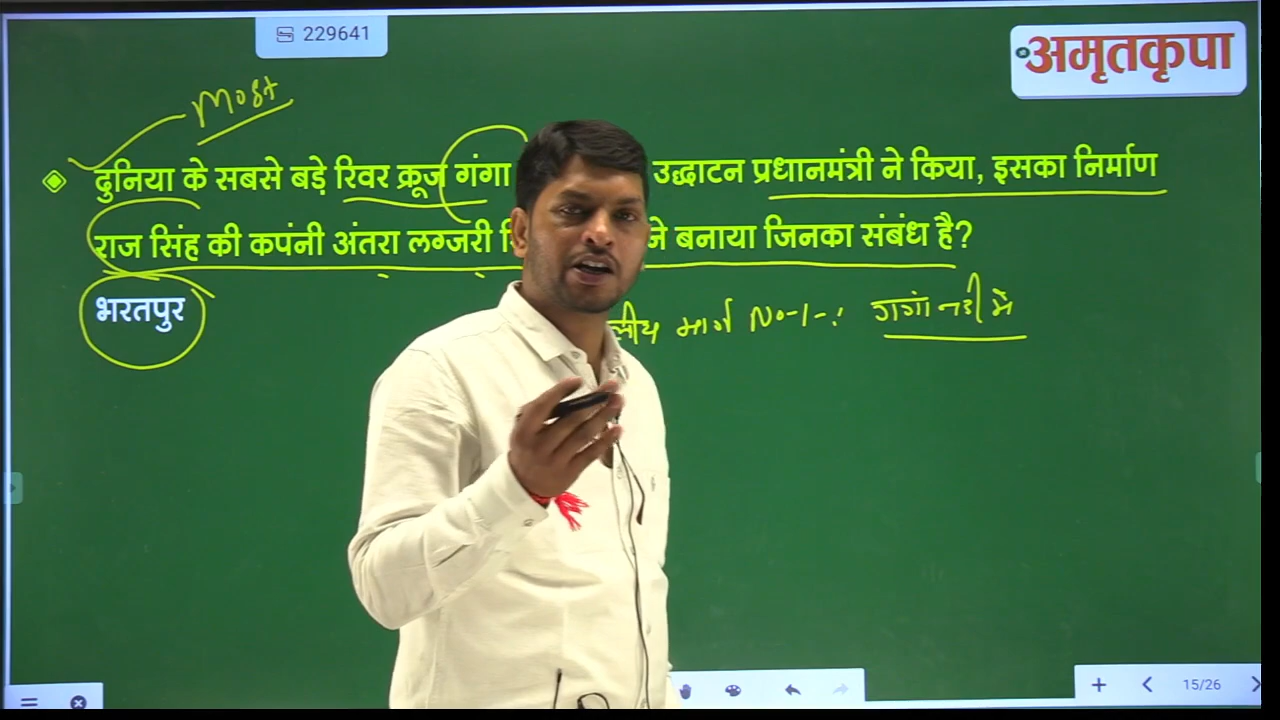 229641
अमृतकृपा
Most
दुनिया के सबसे बड़े रिवर क्रूज गंगा उद्घाटन प्रधानमंत्री ने किया, इसका निर्माण
राज सिंह की कपंनी अंतरा लग्जरी ने बनाया जिनका संबंध है?
भरतपुर
मार्ग No-1-: गगां नदी में
15/26